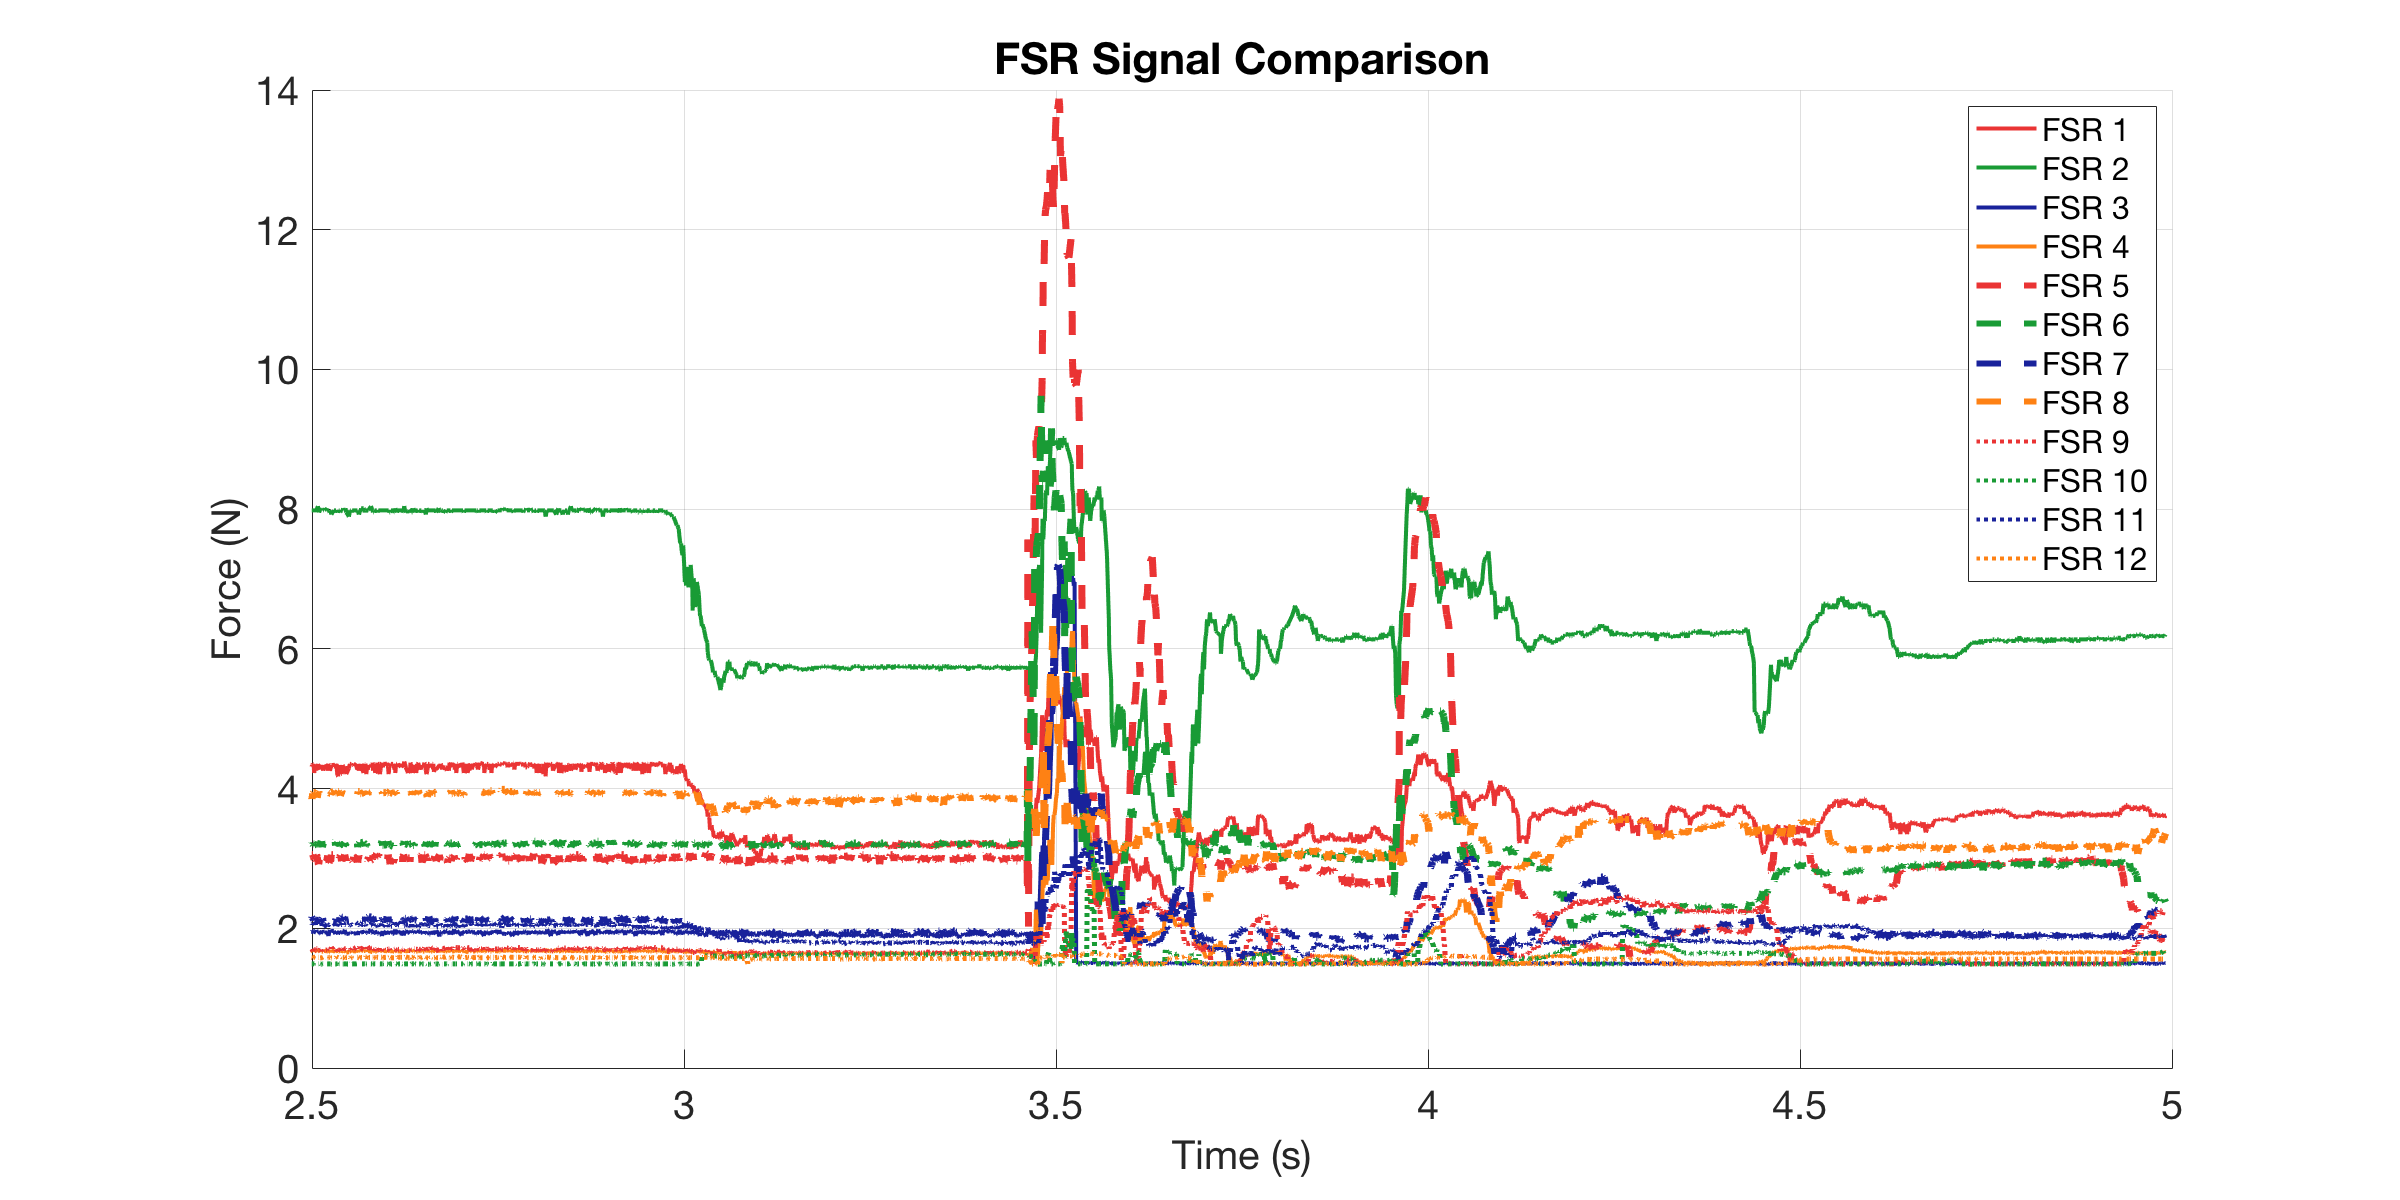 FSR Signal Comparison
14
12
10
8
6
4
2
0
Force (N)
2.5 3 3.5 4 4.5 5
Time (s)
FSR 1
FSR 2
FSR 3
FSR 4
FSR 5
FSR 6
FSR 7
FSR 8
FSR 9
FSR 10
FSR 11
FSR 12